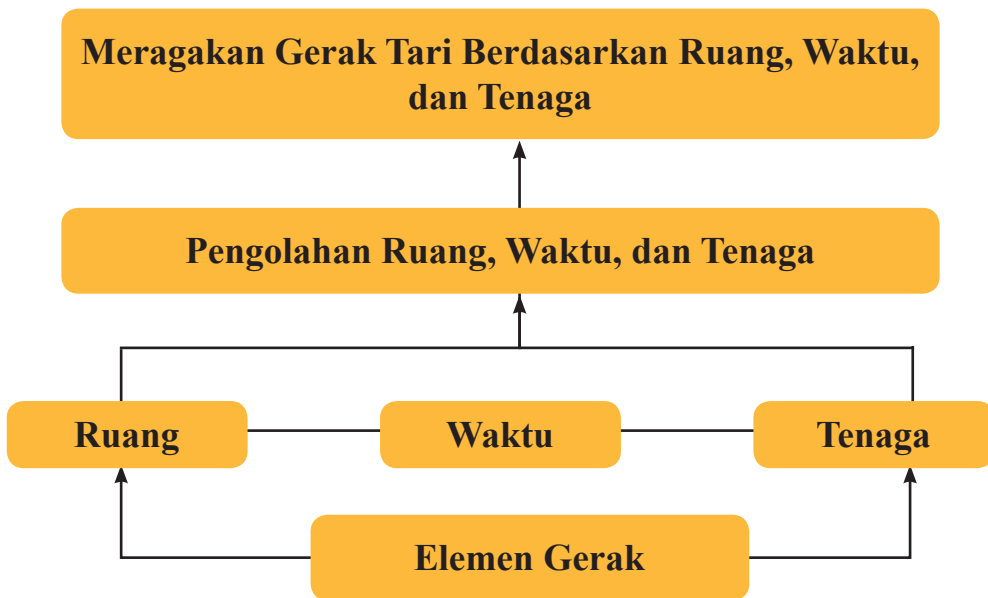 Meragakan Gerak Tari Berdasarkan Ruang, Waktu,
dan Tenaga
Pengolahan Ruang, Waktu, dan Tenaga
Ruang
Waktu
Tenaga
Elemen Gerak